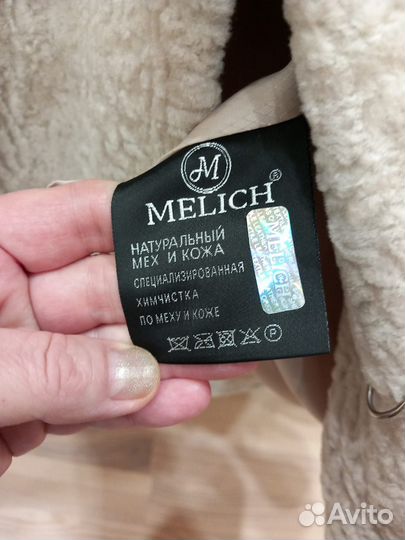 M
MELICH®
НАТУРАЛЬНЫЙ
МЕХ И КОЖА
СПЕЦИАЛИЗИРОВАННАЯ
ХИМЧИСТКА
ПО МЕХУ И КОЖЕ
P
Avito